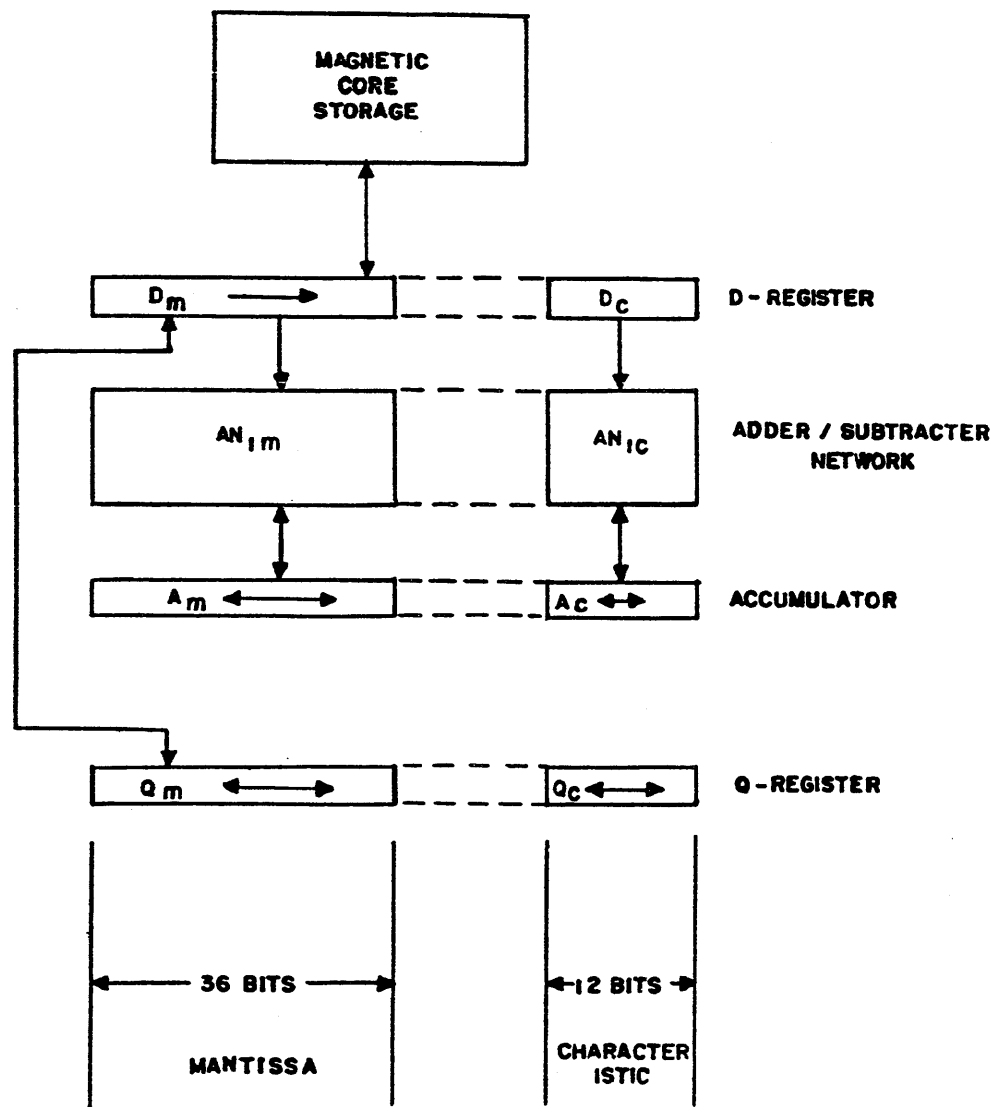 MAGNETIC
CORE
STORAGE
Dm
Dc
D-REGISTER
AN1m
AN1c
ADDER / SUBTRACTER
NETWORK
Am
Ac
ACCUMULATOR
Qm
Qc
Q-REGISTER
36 BITS
12 BITS
MANTISSA
CHARACTER
ISTIC